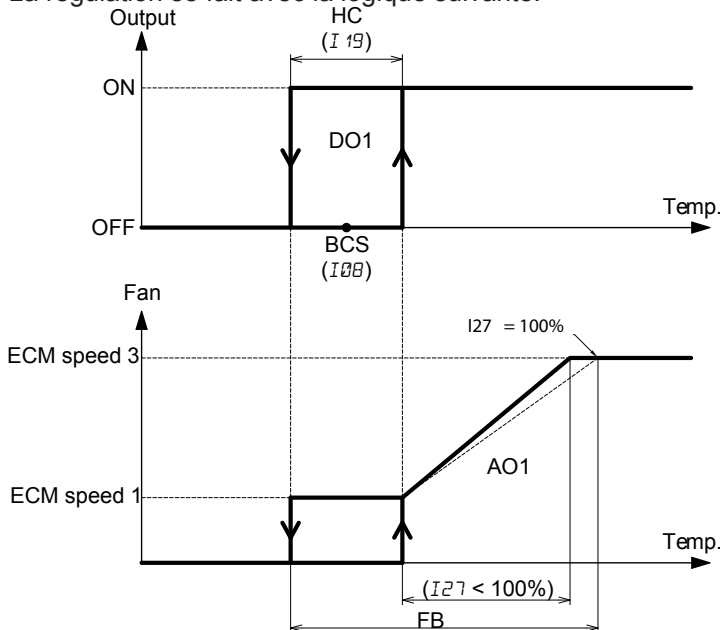 La régulation se fait avec la logique suivante:
Output
HC
(I19)
ON
DO1
Temp.
OFF
BCS
(I08)
Fan
I27 = 100%
ECM speed 3
AO1
ECM speed 1
Temp.
(I27 < 100%)
FB